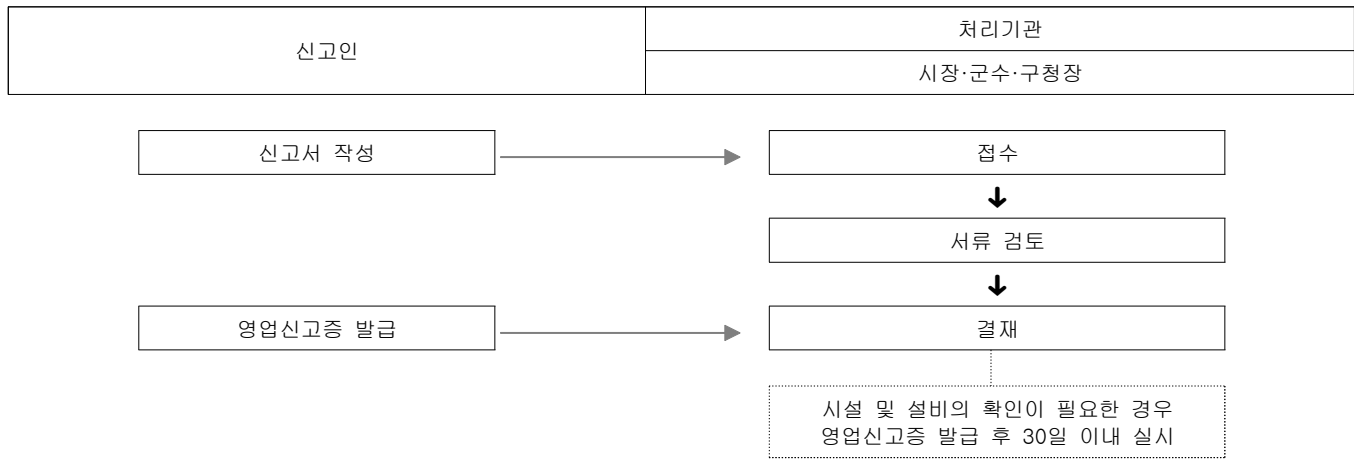 신고인
처리기관
시장·군수·구청장
신고서 작성
접수
서류 검토
영업신고증 발급
결재
시설 및 설비의 확인이 필요한 경우
영업신고증 발급 후 30일 이내 실시